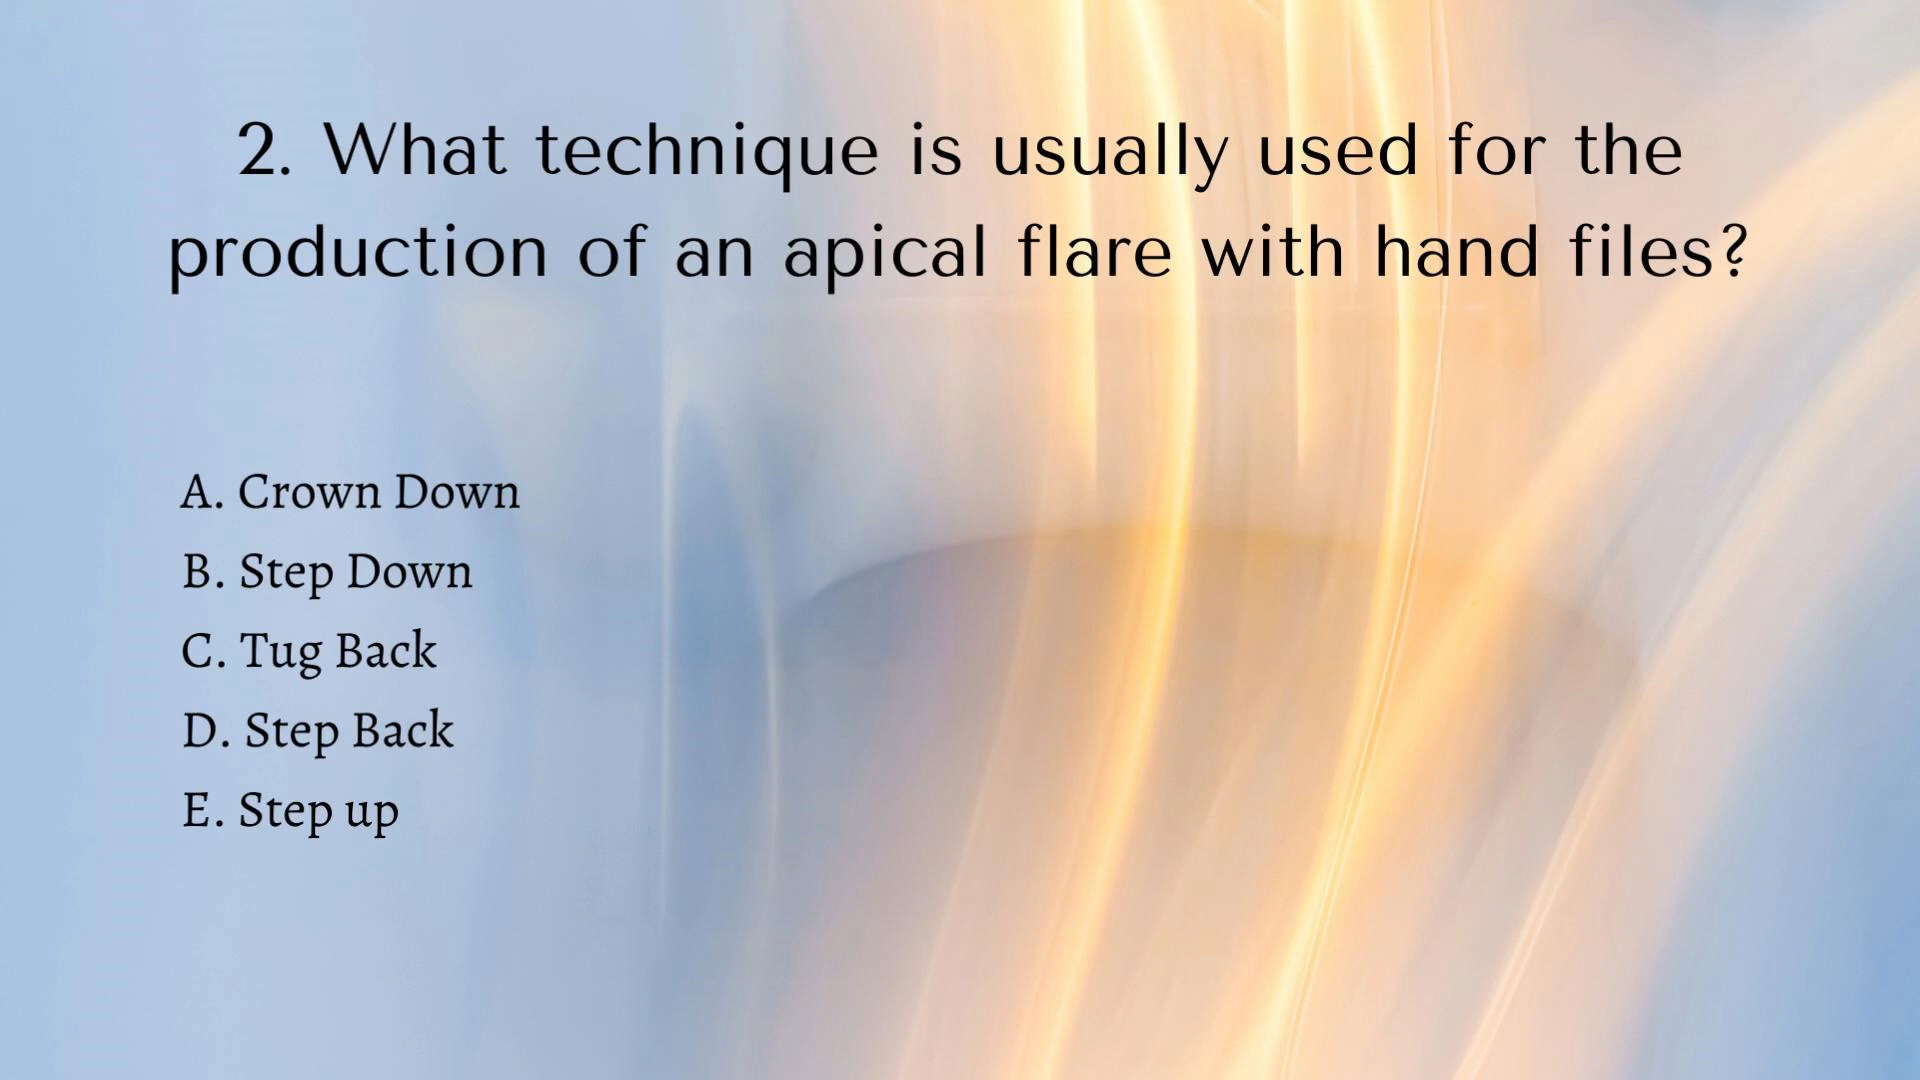 2. What technique is usually used for the
production of an apical flare with hand files?
A. Crown Down
B. Step Down
C. Tug Back
D. Step Back
E. Step up